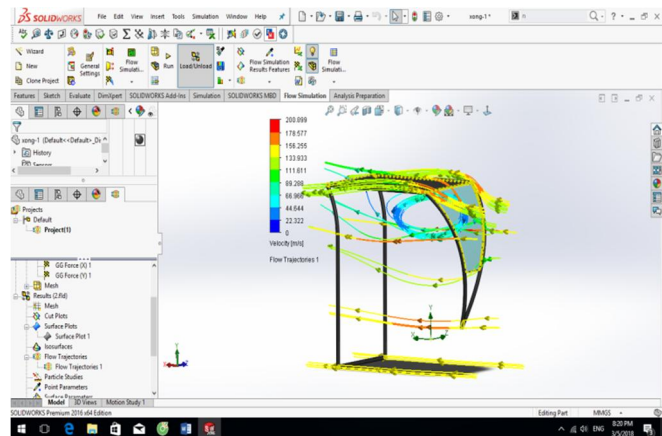 SOLIDWORKS File Edit View Insert Tools Simulation Window Help xong-1*
Wizard
New
Clone Project
General Settings
Flow Simulati...
Run
Load/Unload
Flow Simulation Results Features
Flow Simulati...
Features Sketch Evaluate DimXpert SOLIDWORKS Add-Ins Simulation SOLIDWORKS MBD Flow Simulation Analysis Preparation
xong-1 (Default<<Default>_Di
History
Sensors
200.899
178.577
156.255
133.933
111.611
89.288
66.966
44.644
22.322
0
Velocity [m/s]
Flow Trajectories 1
Projects
Default
Project(1)
GG Force (X) 1
GG Force (Y) 1
Mesh
Results (2.fld)
Mesh
Cut Plots
Surface Plots
Surface Plot 1
Isosurfaces
Flow Trajectories
Flow Trajectories 1
Particle Studies
Point Parameters
Surface Parameters
Y
X
Y
X
Model 3D Views Motion Study 1
SOLIDWORKS Premium 2016 x64 Edition
Editing Part MMGS
ENG
8:20 PM
3/5/2018